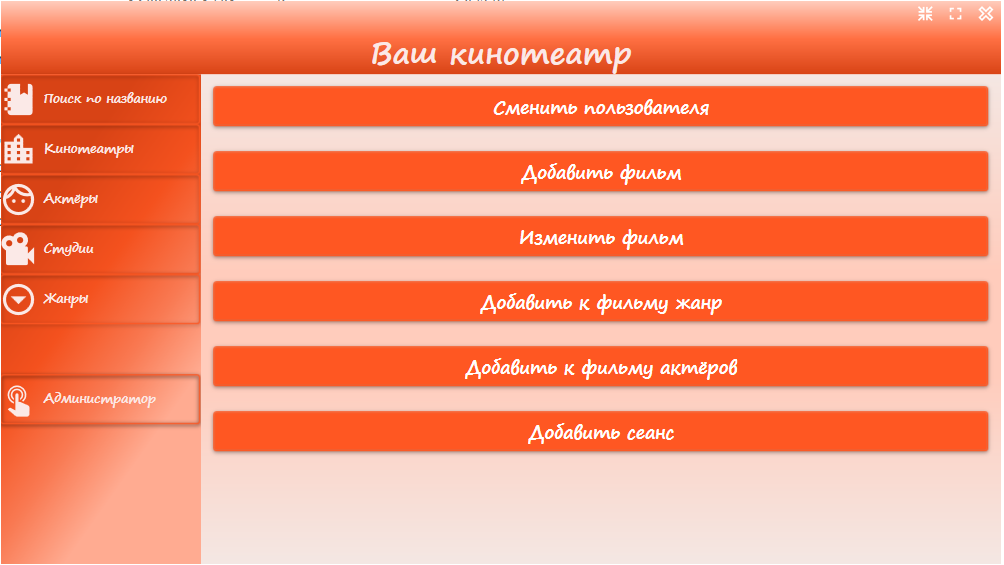 Ваш кинотеатр
Поиск по названию
Кинотеатры
Актёры
Студии
Жанры
Администратор
Сменить пользователя
Добавить фильм
Изменить фильм
Добавить к фильму жанр
Добавить к фильму актёров
Добавить сеанс